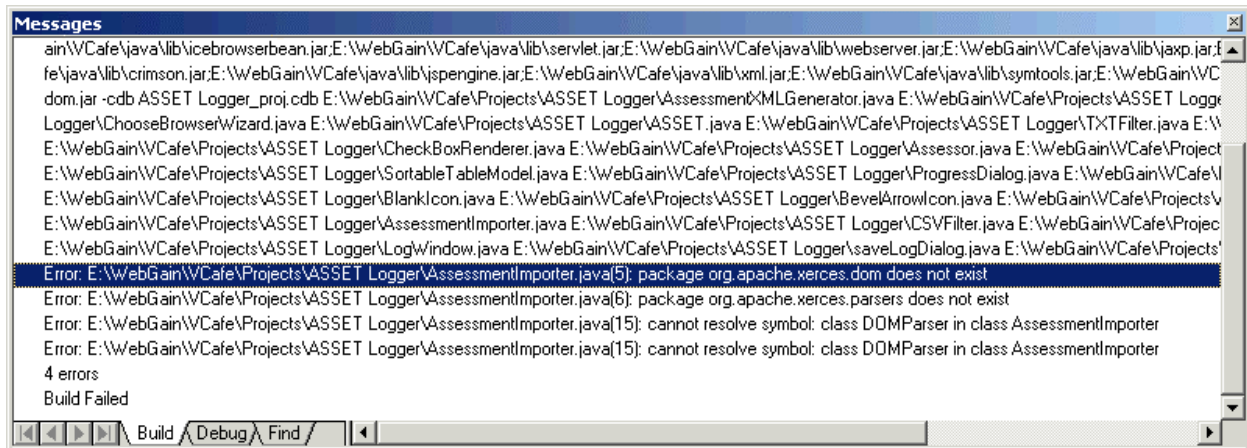 Messages
ain\VCafe\java\lib\icebrowserbean.jar;E:\WebGain\VCafe\java\lib\servlet.jar;E:\WebGain\VCafe\java\lib\webserver.jar;E:\WebGain\VCafe\java\lib\jaxp.jar;E
fe\java\lib\crimson.jar;E:\WebGain\VCafe\java\lib\jspengine.jar;E:\WebGain\VCafe\java\lib\xml.jar;E:\WebGain\VCafe\java\lib\symtools.jar;E:\WebGain\VC
dom.jar -cdb ASSET Logger_proj.cdb E:\WebGain\VCafe\Projects\ASSET Logger\AssessmentXMLGenerator.java E:\WebGain\VCafe\Projects\ASSET Logge
Logger\ChooseBrowserWizard.java E:\WebGain\VCafe\Projects\ASSET Logger\ASSET.java E:\WebGain\VCafe\Projects\ASSET Logger\TXTFilter.java E:\
E:\WebGain\VCafe\Projects\ASSET Logger\CheckBoxRenderer.java E:\WebGain\VCafe\Projects\ASSET Logger\Assessor.java E:\WebGain\VCafe\Project
E:\WebGain\VCafe\Projects\ASSET Logger\SortableTableModel.java E:\WebGain\VCafe\Projects\ASSET Logger\ProgressDialog.java E:\WebGain\VCafe\
E:\WebGain\VCafe\Projects\ASSET Logger\BlankIcon.java E:\WebGain\VCafe\Projects\ASSET Logger\BevelArrowIcon.java E:\WebGain\VCafe\Projects\
E:\WebGain\VCafe\Projects\ASSET Logger\AssessmentImporter.java E:\WebGain\VCafe\Projects\ASSET Logger\CSVFilter.java E:\WebGain\VCafe\Projec
E:\WebGain\VCafe\Projects\ASSET Logger\LogWindow.java E:\WebGain\VCafe\Projects\ASSET Logger\saveLogDialog.java E:\WebGain\VCafe\Projects\
Error: E:\WebGain\VCafe\Projects\ASSET Logger\AssessmentImporter.java(5): package org.apache.xerces.dom does not exist
Error: E:\WebGain\VCafe\Projects\ASSET Logger\AssessmentImporter.java(6): package org.apache.xerces.parsers does not exist
Error: E:\WebGain\VCafe\Projects\ASSET Logger\AssessmentImporter.java(15): cannot resolve symbol: class DOMParser in class AssessmentImporter
Error: E:\WebGain\VCafe\Projects\ASSET Logger\AssessmentImporter.java(15): cannot resolve symbol: class DOMParser in class AssessmentImporter
4 errors
Build Failed
Build Debug Find